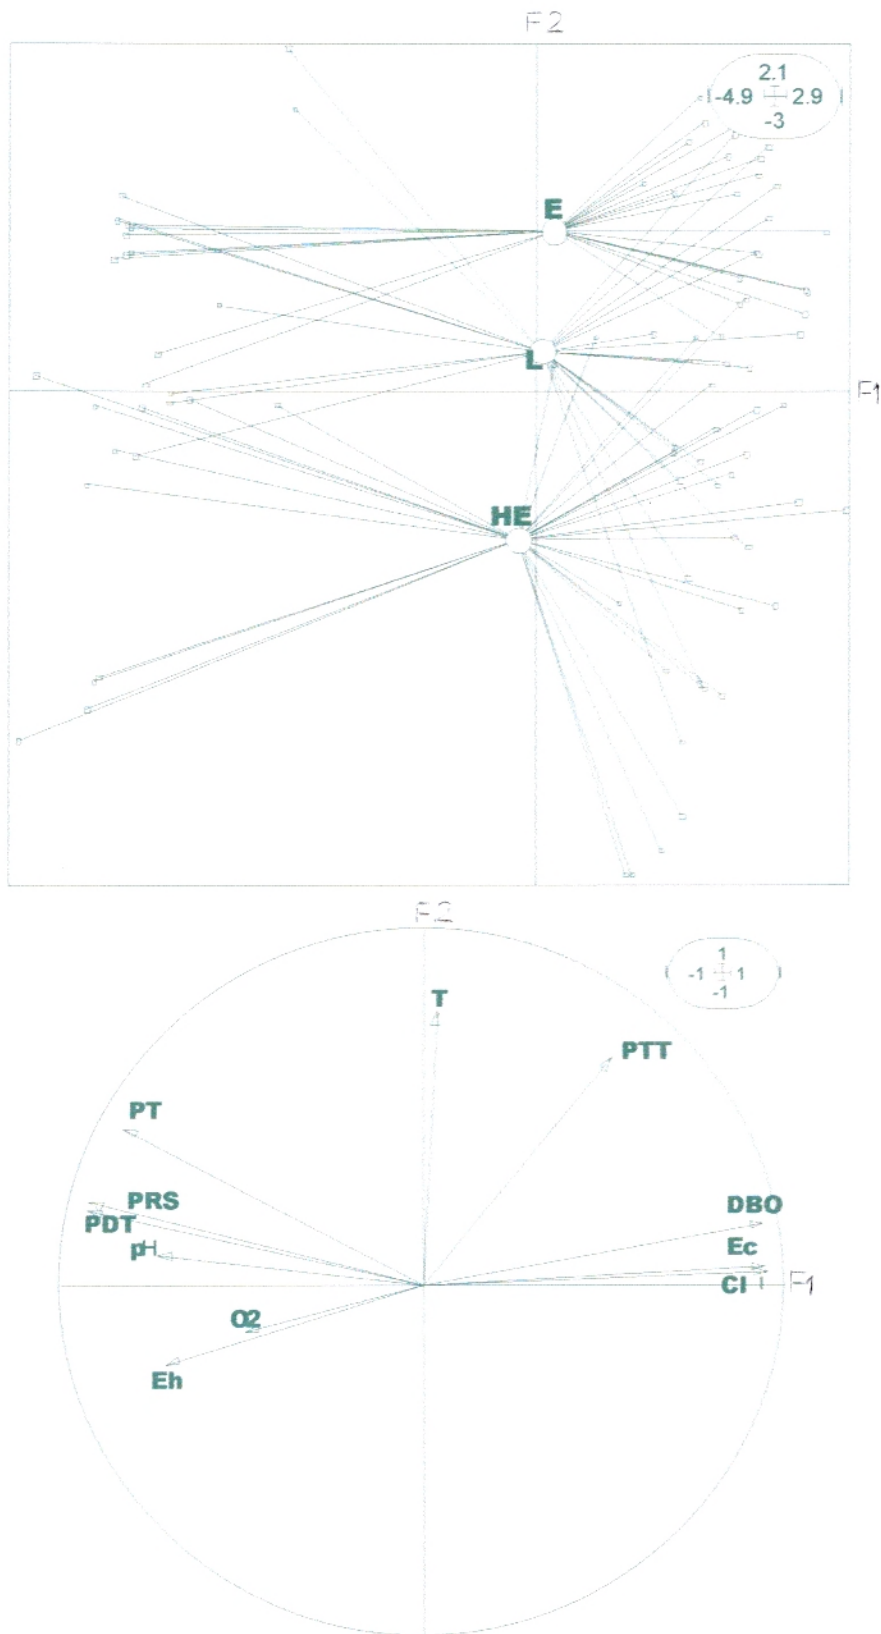 F2
2.1
-4.9 2.9
-3
E
L
F1
HE
F2
1
-1 1
-1
T
PTT
PT
PRS
DBO
PDT
pH
Ec
Cl
F1
O2
Eh